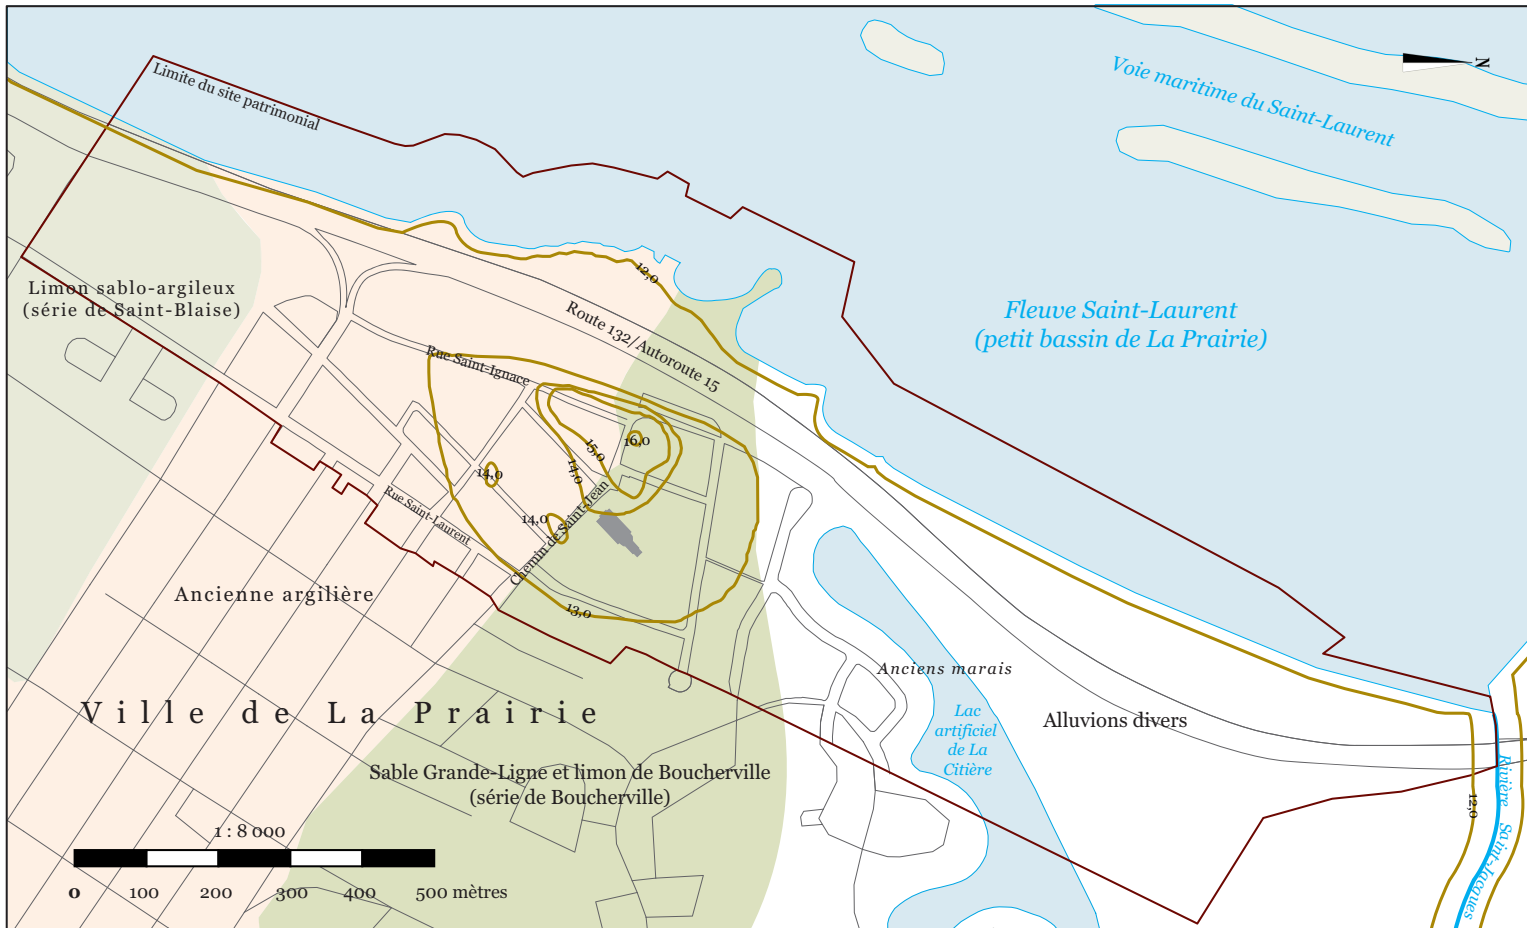 Limite du site patrimonial
N
Voie maritime du Saint-Laurent
Limon sablo-argileux
(série de Saint-Blaise)
12,0
Fleuve Saint-Laurent
(petit bassin de La Prairie)
Route 132/Autoroute 15
Rue Saint-Ignace
16,0
15,0
14,0
14,0
14,0
Rue Saint-Laurent
Chemin de Saint-Jean
Ancienne argilière
13,0
Anciens marais
Ville de La Prairie
Lac
artificiel
de La
Citière
Alluvions divers
Sable Grande-Ligne et limon de Boucherville
(série de Boucherville)
12,0
Rivière Saint-Jacques
1 : 8 000
0 100 200 300 400 500 mètres